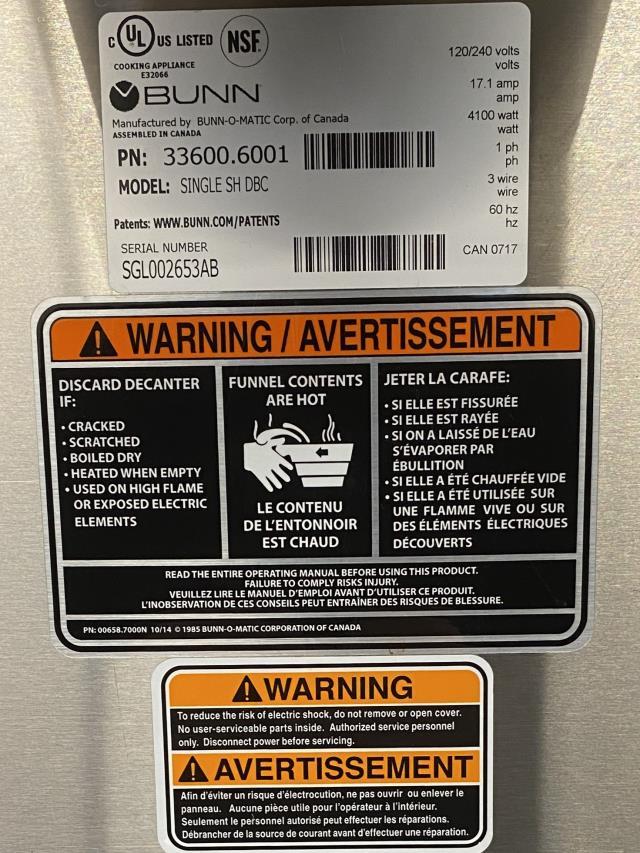 C UL US LISTED NSF.
COOKING APPLIANCE
E32066
BUNN
Manufactured by BUNN-O-MATIC Corp. of Canada
ASSEMBLED IN CANADA
PN: 33600.6001
MODEL: SINGLE SH DBC
Patents: WWW.BUNN.COM/PATENTS
SERIAL NUMBER
SGL002653AB
120/240 volts
volts
17.1 amp
amp
4100 watt
watt
1 ph
ph
3 wire
wire
60 hz
hz
CAN 0717
WARNING / AVERTISSEMENT
DISCARD DECANTER
IF:
• CRACKED
• SCRATCHED
• BOILED DRY
• HEATED WHEN EMPTY
• USED ON HIGH FLAME
OR EXPOSED ELECTRIC
ELEMENTS
FUNNEL CONTENTS
ARE HOT
LE CONTENU
DE L'ENTONNOIR
EST CHAUD
JETER LA CARAFE:
• SI ELLE EST FISSURÉE
• SI ELLE EST RAYÉE
• SI ON A LAISSÉ DE L'EAU
S'ÉVAPORER PAR
ÉBULLITION
• SI ELLE A ÉTÉ CHAUFFÉE VIDE
• SI ELLE A ÉTÉ UTILISÉE SUR
UNE FLAMME VIVE OU SUR
DES ÉLÉMENTS ÉLECTRIQUES
DÉCOUVERTS
READ THE ENTIRE OPERATING MANUAL BEFORE USING THIS PRODUCT.
FAILURE TO COMPLY RISKS INJURY.
VEUILLEZ LIRE LE MANUEL D'EMPLOI AVANT D'UTILISER CE PRODUIT.
L'INOBSERVATION DE CES CONSEILS PEUT ENTRAÎNER DES RISQUES DE BLESSURE.
PN: 00658.7000N 10/14 © 1985 BUNN-O-MATIC CORPORATION OF CANADA
WARNING
To reduce the risk of electric shock, do not remove or open cover.
No user-serviceable parts inside. Authorized service personnel
only. Disconnect power before servicing.
AVERTISSEMENT
Afin d'éviter un risque d'électrocution, ne pas ouvrir ou enlever le
panneau. Aucune pièce utile pour l'opérateur à l'intérieur.
Seulement le personnel autorisé peut effectuer les réparations.
Débrancher de la source de courant avant d'effectuer une réparation.